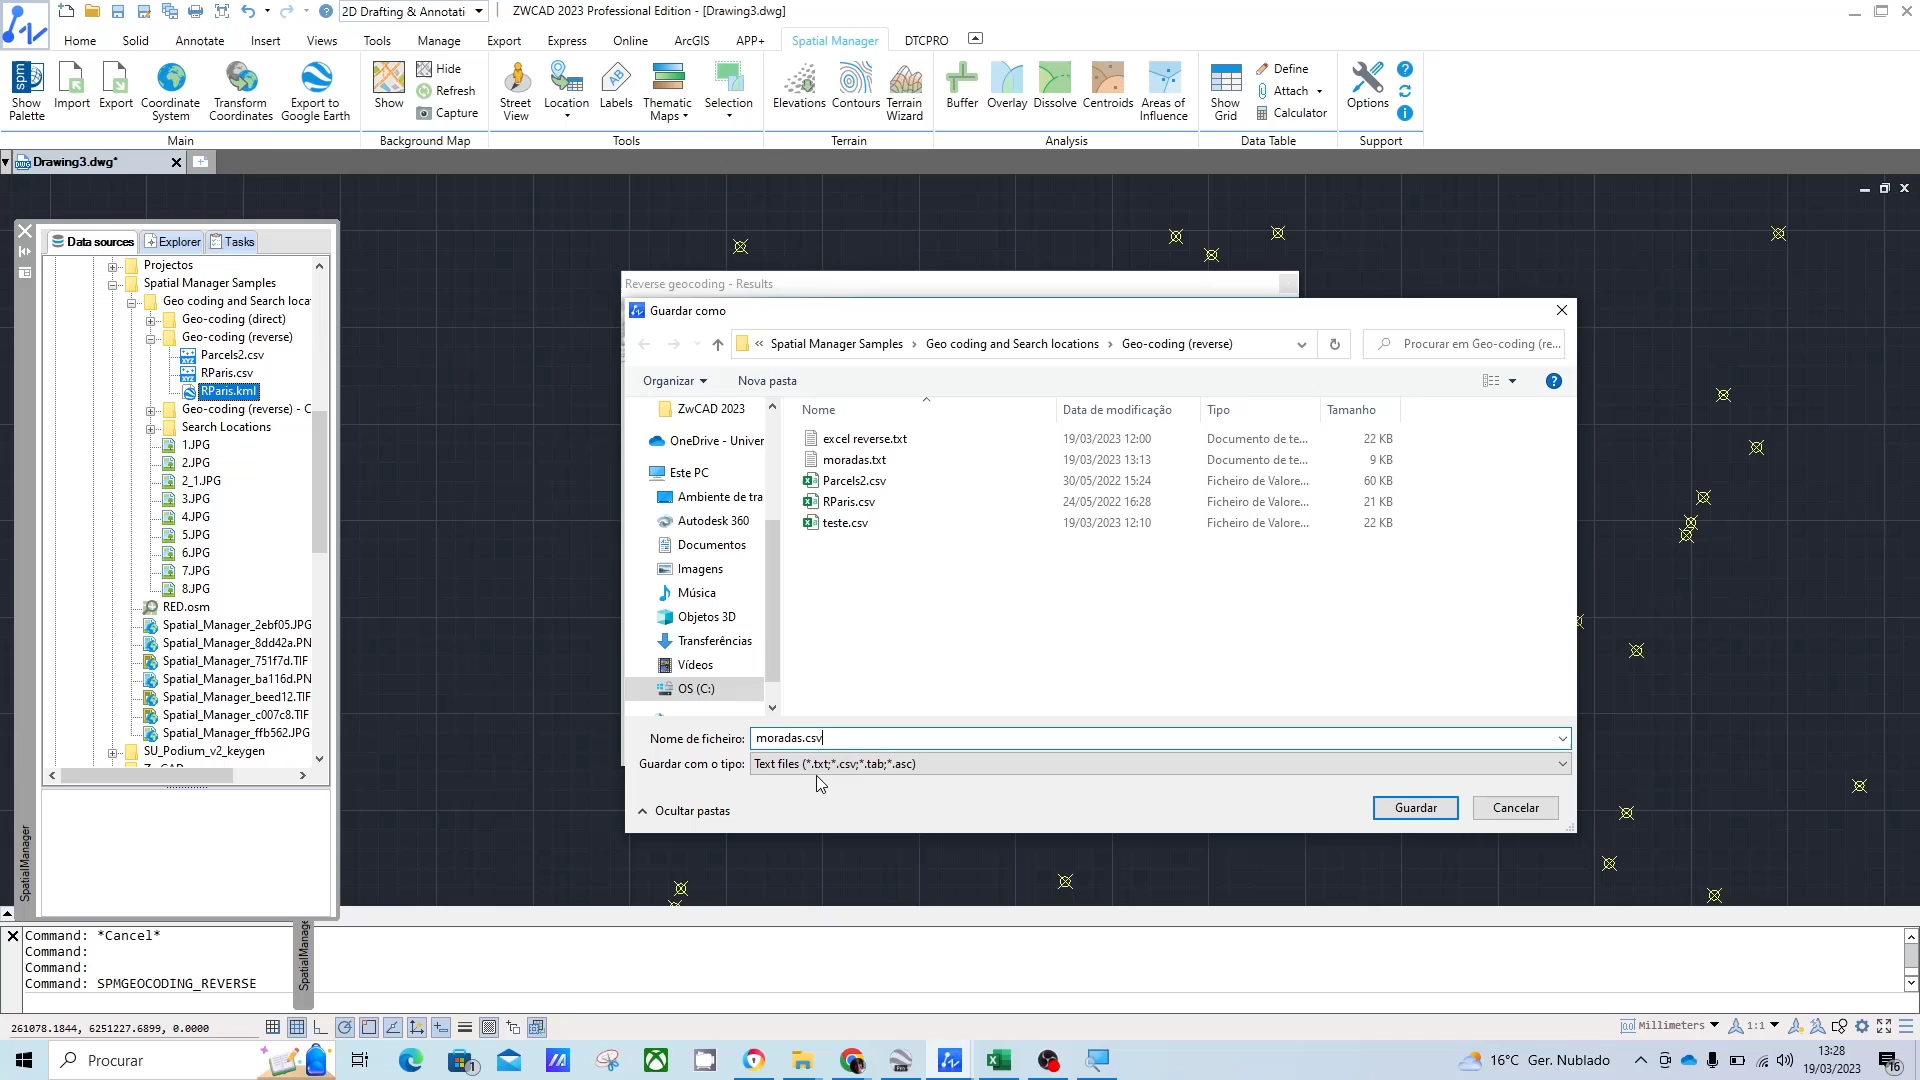 2D Drafting & Annotati
ZWCAD 2023 Professional Edition - [Drawing3.dwg]
Home Solid Annotate Insert Views Tools Manage Export Express Online ArcGIS APP+ Spatial Manager DTCPRO
spm
Show Palette
Import
Export
Coordinate System
Transform Coordinates
Export to Google Earth
Show
Hide
Refresh
Capture
Street View
Location
Labels
Thematic Maps
Selection
Elevations
Contours
Terrain Wizard
Buffer
Overlay
Dissolve
Centroids
Areas of Influence
Show Grid
Define
Attach
Calculator
Options
Main
Background Map
Tools
Terrain
Analysis
Data Table
Support
Drawing3.dwg*
Data sources Explorer Tasks
Projectos
Spatial Manager Samples
Geo coding and Search locat
Geo-coding (direct)
Geo-coding (reverse)
Parcels2.csv
RParis.csv
RParis.kml
Geo-coding (reverse) - C
Search Locations
1.JPG
2.JPG
2_1.JPG
3.JPG
4.JPG
5.JPG
6.JPG
7.JPG
8.JPG
RED.osm
Spatial_Manager_2ebf05.JPG
Spatial_Manager_8dd42a.PN
Spatial_Manager_751f7d.TIF
Spatial_Manager_ba116d.PN
Spatial_Manager_beed12.TIF
Spatial_Manager_c007c8.TIF
Spatial_Manager_ffb562.JPG
SU_Podium_v2_keygen
SpatialManager
Reverse geocoding - Results
Guardar como
« Spatial Manager Samples › Geo coding and Search locations › Geo-coding (reverse)
Procurar em Geo-coding (re...
Organizar
Nova pasta
ZwCAD 2023
OneDrive - Univer
Este PC
Ambiente de tra
Autodesk 360
Documentos
Imagens
Música
Objetos 3D
Transferências
Vídeos
OS (C:)
Nome Data de modificação Tipo Tamanho
excel reverse.txt 19/03/2023 12:00 Documento de te... 22 KB
moradas.txt 19/03/2023 13:13 Documento de te... 9 KB
Parcels2.csv 30/05/2022 15:24 Ficheiro de Valore... 60 KB
RParis.csv 24/05/2022 16:28 Ficheiro de Valore... 21 KB
teste.csv 19/03/2023 12:10 Ficheiro de Valore... 22 KB
Nome de ficheiro: moradas.csv
Guardar com o tipo: Text files (*.txt;*.csv;*.tab;*.asc)
Ocultar pastas
Guardar
Cancelar
Command: *Cancel*
Command:
Command:
Command: SPMGEOCODING_REVERSE
SpatialManage
261078.1844, 6251227.6899, 0.0000
Millimeters
1:1
Procurar
16°C Ger. Nublado
13:28
19/03/2023
16